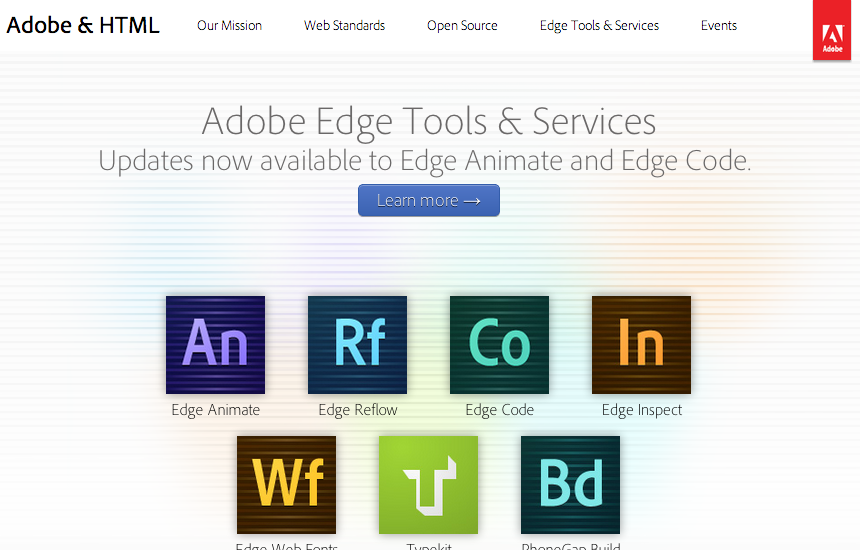 Adobe & HTML Our Mission Web Standards Open Source Edge Tools & Services Events
Adobe
Adobe Edge Tools & Services
Updates now available to Edge Animate and Edge Code.
Learn more →
An Rf Co In
Edge Animate Edge Reflow Edge Code Edge Inspect
Wf T Bd
Edge Web Fonts Typekit PhoneGap Build